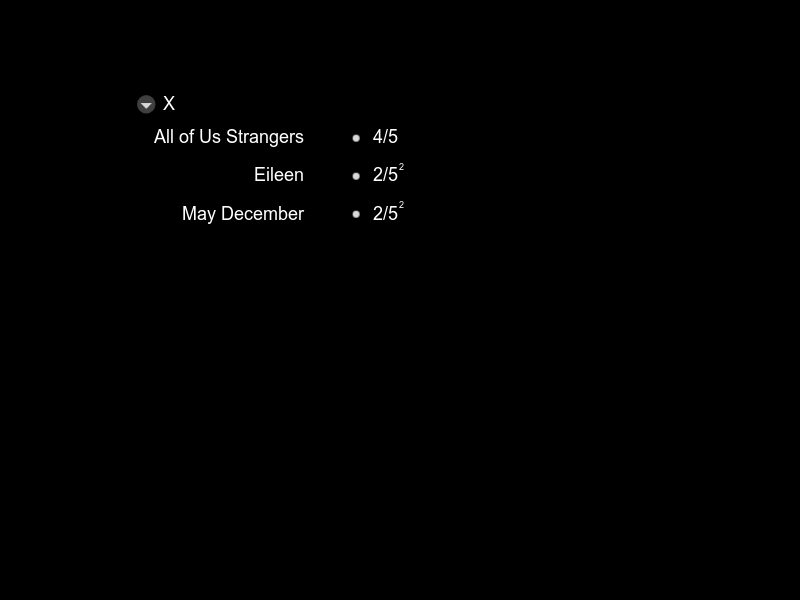 X
All of Us Strangers 4/5
Eileen 2/5²
May December 2/5²